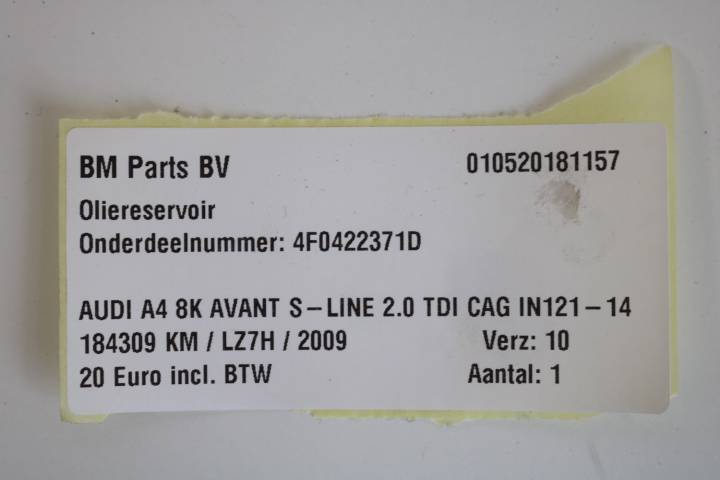 BM Parts BV 010520181157
Oliereservoir
Onderdeelnummer: 4F0422371D
AUDI A4 8K AVANT S-LINE 2.0 TDI CAG IN121-14
184309 KM / LZ7H / 2009 Verz: 10
20 Euro incl. BTW Aantal: 1